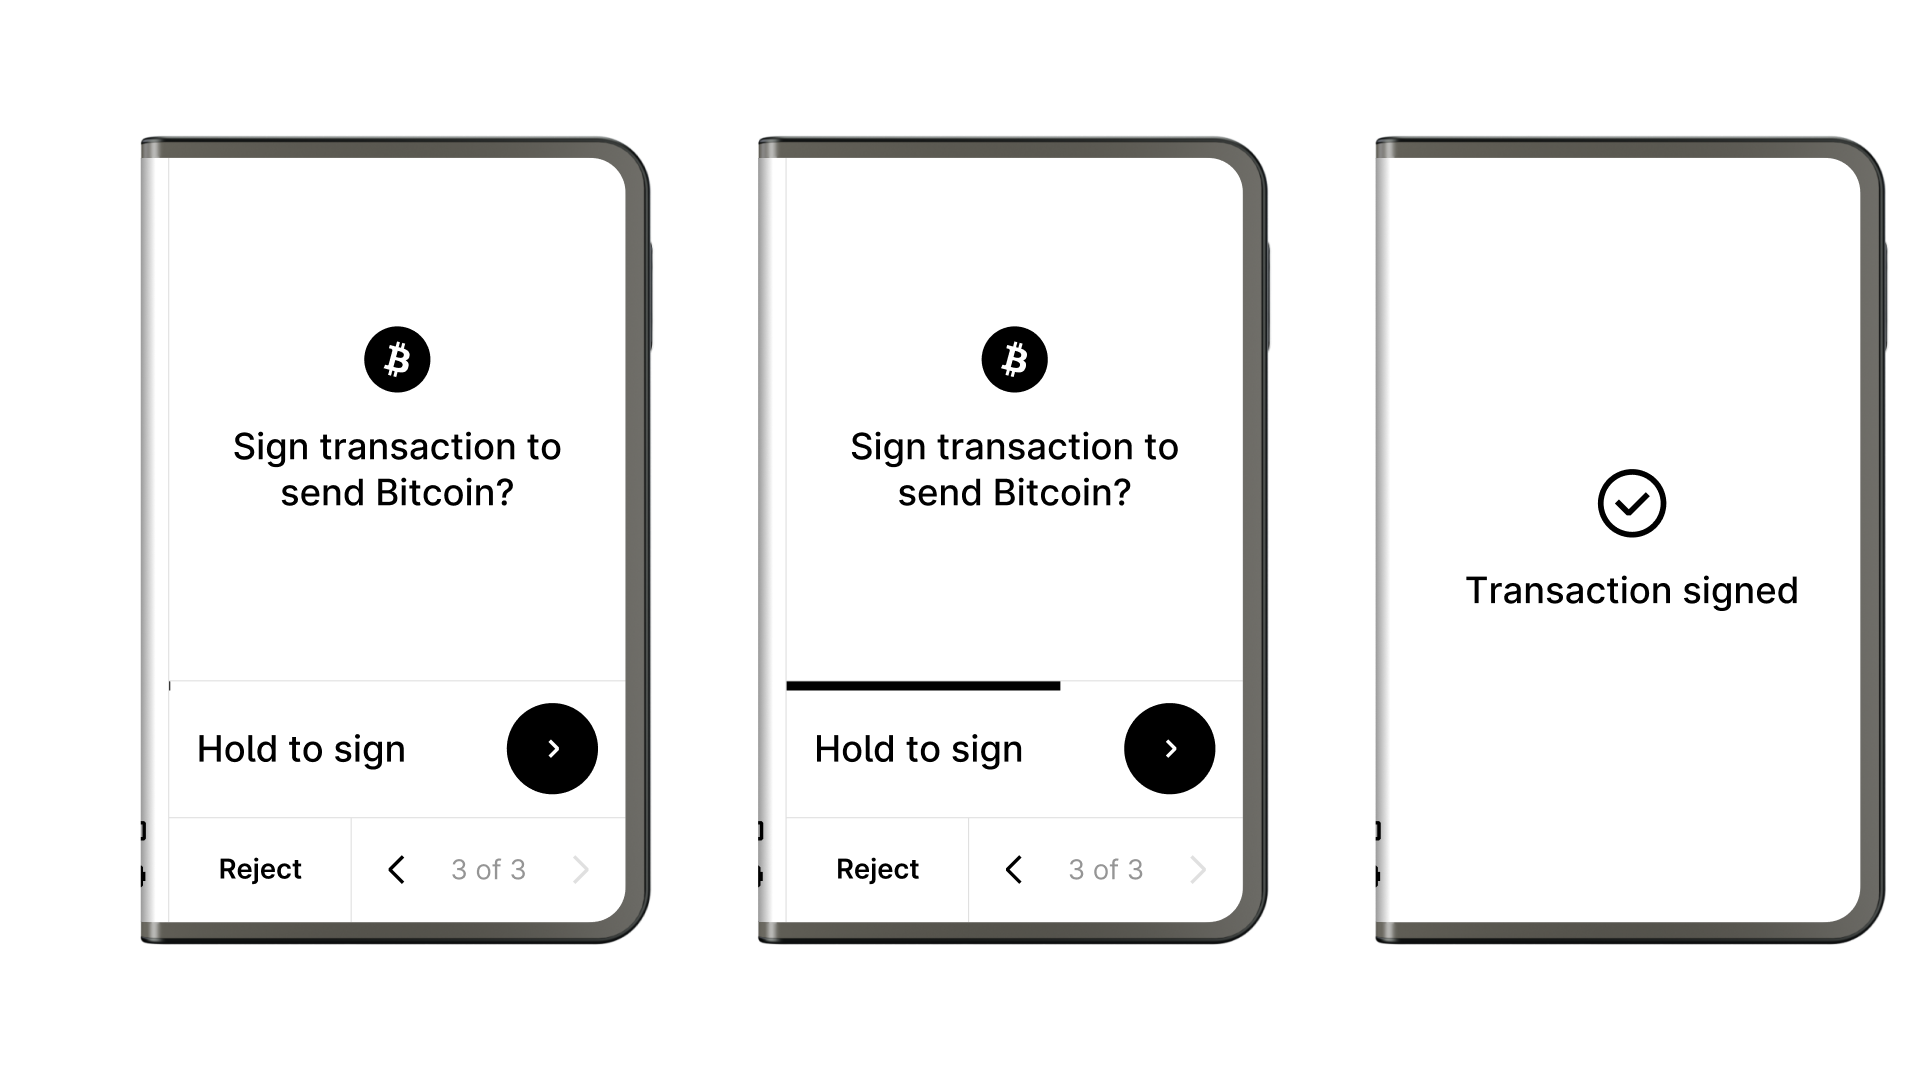 Sign transaction to
send Bitcoin?
Hold to sign
Reject
3 of 3
Sign transaction to
send Bitcoin?
Hold to sign
Reject
3 of 3
Transaction signed